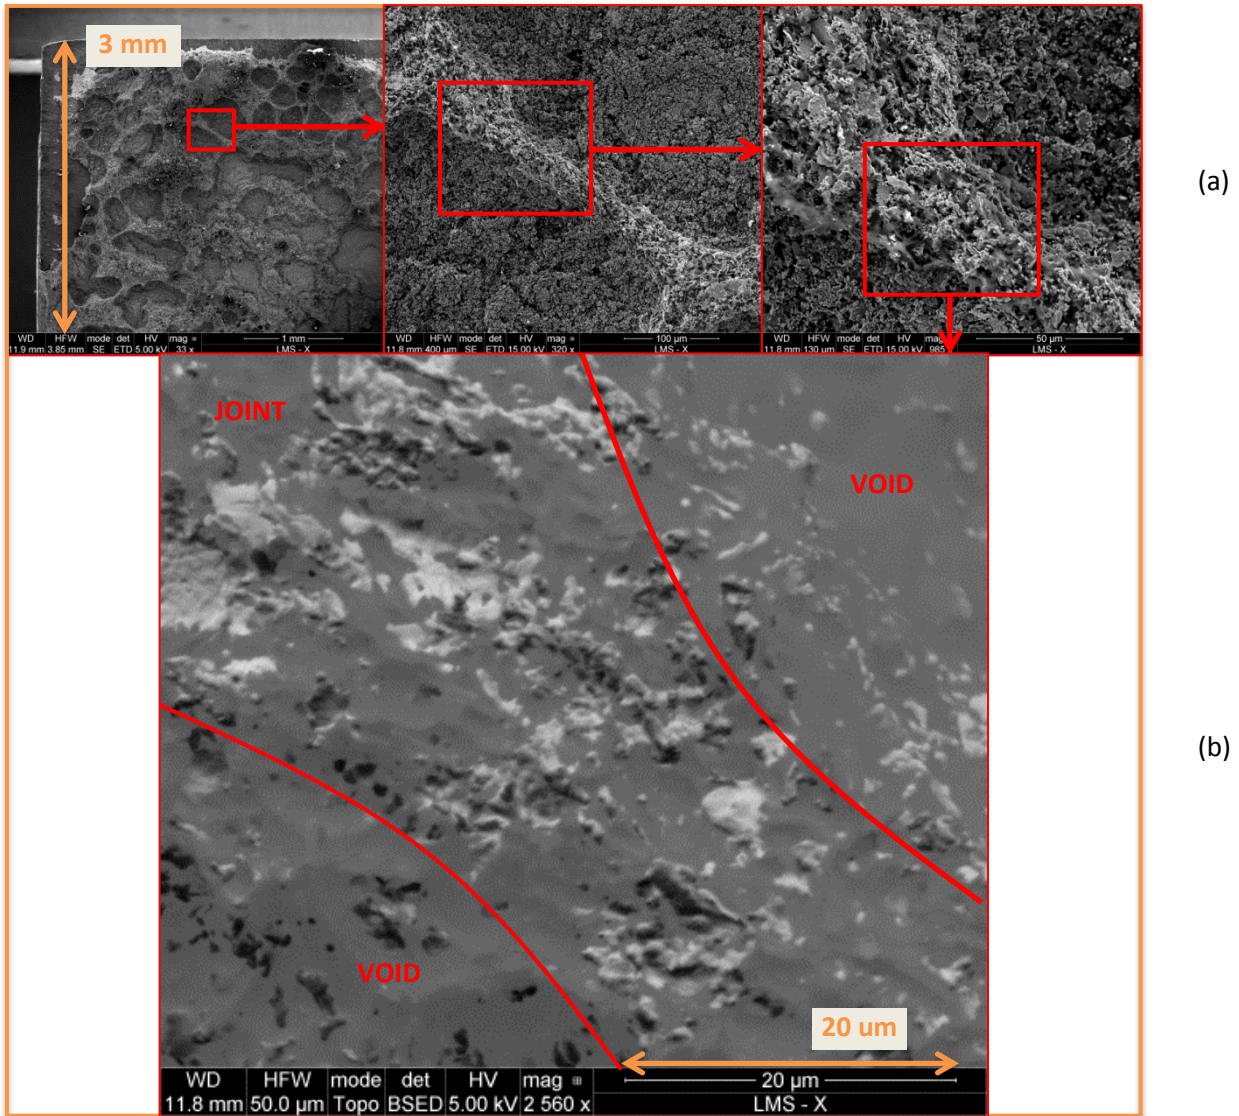 3 mm
WD HFW mode det HV mag
11.9 mm 3.85 mm SE ETD 5.00 kV 33 x
1 mm
LMS - X
WD HFW mode det HV mag
11.8 mm 400 µm SE ETD 15.00 kV 320 x
100 µm
LMS - X
WD HFW mode det HV mag
11.8 mm 130 µm SE ETD 15.00 kV 985
50 µm
LMS - X
(a)
JOINT
VOID
VOID
(b)
20 um
WD HFW mode det HV mag
11.8 mm 50.0 µm Topo BSED 5.00 kV 2 560 x
20 µm
LMS - X